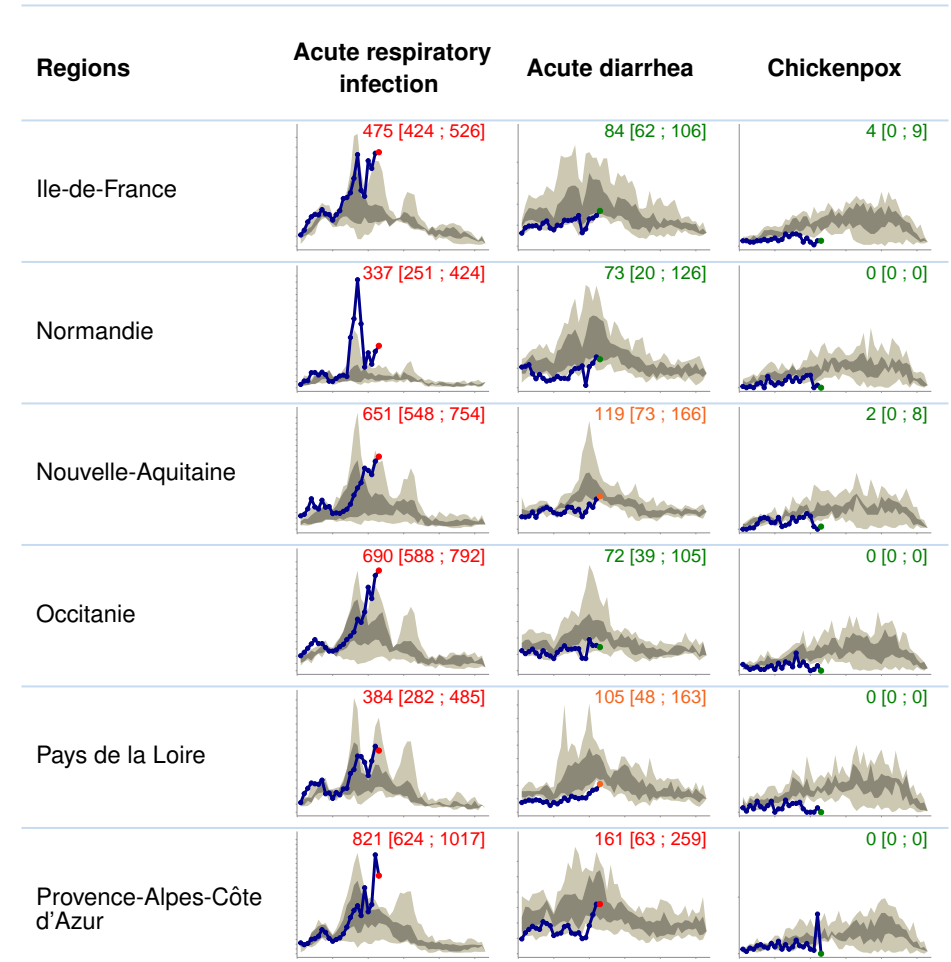 Regions
Acute respiratory
infection
Acute diarrhea
Chickenpox
Ile-de-France
475 [424 ; 526]
84 [62 ; 106]
4 [0 ; 9]
Normandie
337 [251 ; 424]
73 [20 ; 126]
0 [0 ; 0]
Nouvelle-Aquitaine
651 [548 ; 754]
119 [73 ; 166]
2 [0 ; 8]
Occitanie
690 [588 ; 792]
72 [39 ; 105]
0 [0 ; 0]
Pays de la Loire
384 [282 ; 485]
105 [48 ; 163]
0 [0 ; 0]
Provence-Alpes-Côte
d'Azur
821 [624 ; 1017]
161 [63 ; 259]
0 [0 ; 0]